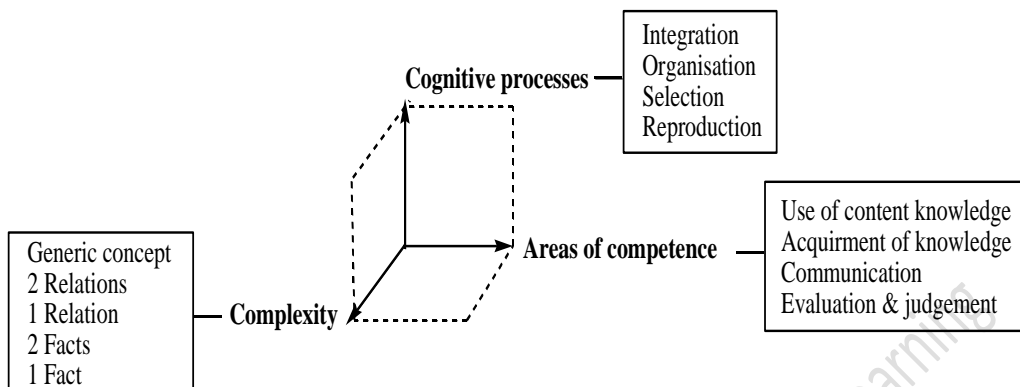 Integration
Organisation
Selection
Reproduction
Cognitive processes
Use of content knowledge
Acquirment of knowledge
Communication
Evaluation & judgement
Areas of competence
Generic concept
2 Relations
1 Relation
2 Facts
1 Fact
Complexity